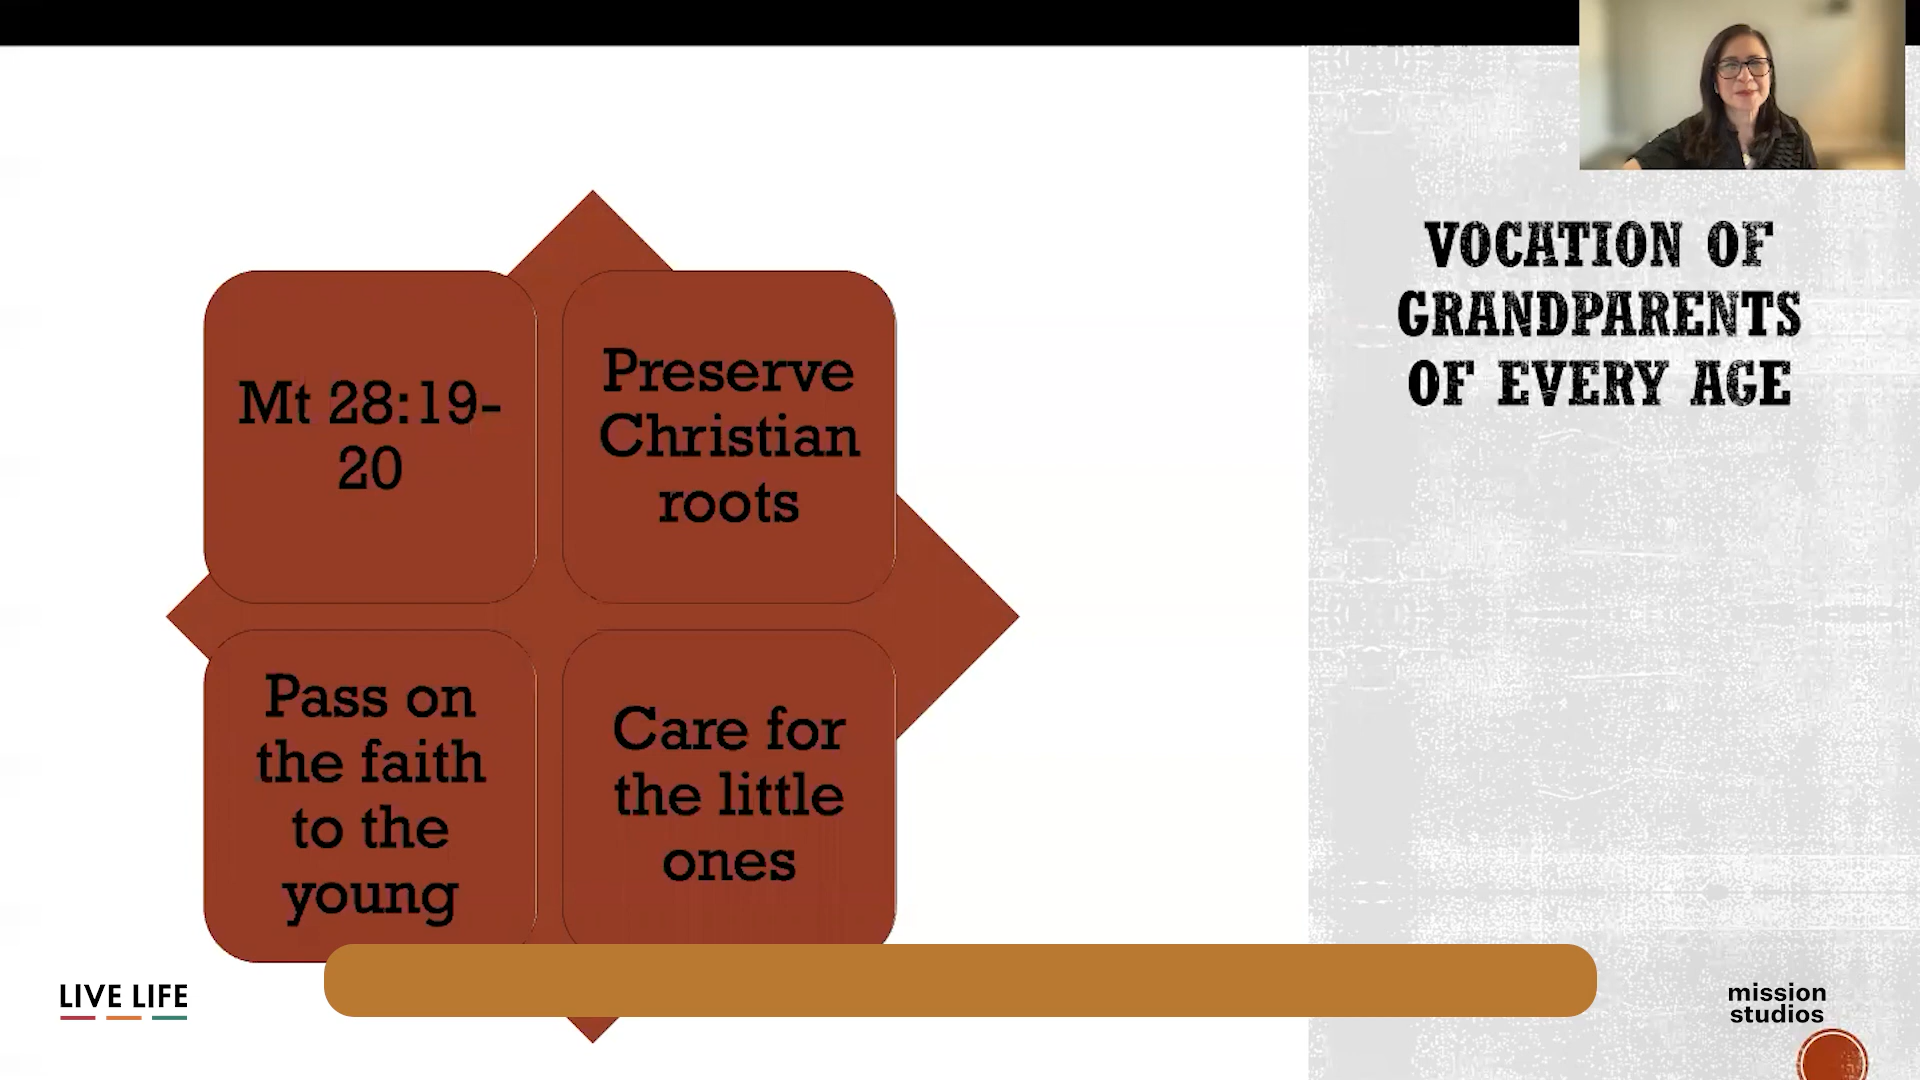 VOCATION OF
GRANDPARENTS
OF EVERY AGE
Mt 28:19-
20
Preserve
Christian
roots
Pass on
the faith
to the
young
Care for
the little
ones
LIVE LIFE
mission
studios